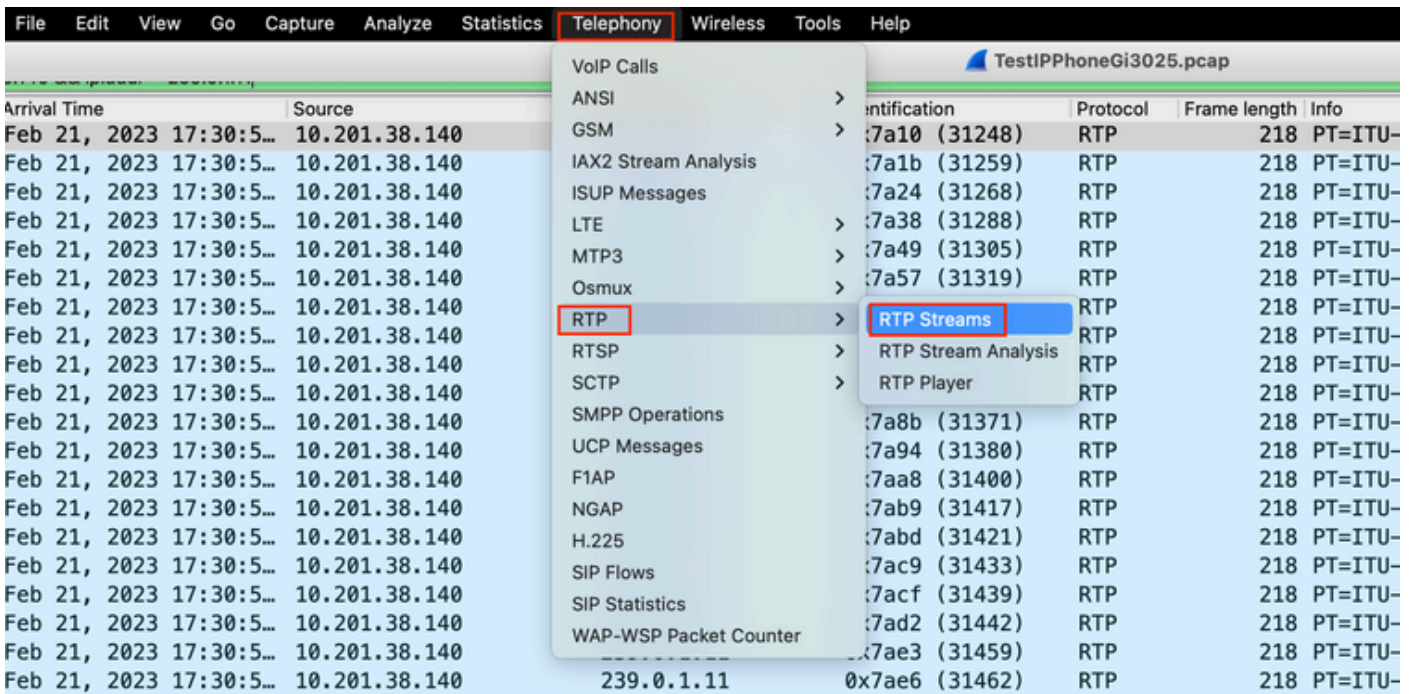 File Edit View Go Capture Analyze Statistics Telephony Wireless Tools Help
TestIPPhoneGi3025.pcap
VoIP Calls
ANSI
GSM
IAX2 Stream Analysis
ISUP Messages
LTE
MTP3
Osmux
RTP
RTSP
SCTP
SMPP Operations
UCP Messages
F1AP
NGAP
H.225
SIP Flows
SIP Statistics
WAP-WSP Packet Counter
RTP Streams
RTP Stream Analysis
RTP Player
Arrival Time Source entification Protocol Frame length Info
Feb 21, 2023 17:30:5… 10.201.38.140 :7a10 (31248) RTP 218 PT=ITU-
Feb 21, 2023 17:30:5… 10.201.38.140 :7a1b (31259) RTP 218 PT=ITU-
Feb 21, 2023 17:30:5… 10.201.38.140 :7a24 (31268) RTP 218 PT=ITU-
Feb 21, 2023 17:30:5… 10.201.38.140 :7a38 (31288) RTP 218 PT=ITU-
Feb 21, 2023 17:30:5… 10.201.38.140 :7a49 (31305) RTP 218 PT=ITU-
Feb 21, 2023 17:30:5… 10.201.38.140 :7a57 (31319) RTP 218 PT=ITU-
Feb 21, 2023 17:30:5… 10.201.38.140 RTP 218 PT=ITU-
Feb 21, 2023 17:30:5… 10.201.38.140 RTP 218 PT=ITU-
Feb 21, 2023 17:30:5… 10.201.38.140 RTP 218 PT=ITU-
Feb 21, 2023 17:30:5… 10.201.38.140 RTP 218 PT=ITU-
Feb 21, 2023 17:30:5… 10.201.38.140 :7a8b (31371) RTP 218 PT=ITU-
Feb 21, 2023 17:30:5… 10.201.38.140 :7a94 (31380) RTP 218 PT=ITU-
Feb 21, 2023 17:30:5… 10.201.38.140 :7aa8 (31400) RTP 218 PT=ITU-
Feb 21, 2023 17:30:5… 10.201.38.140 :7ab9 (31417) RTP 218 PT=ITU-
Feb 21, 2023 17:30:5… 10.201.38.140 :7abd (31421) RTP 218 PT=ITU-
Feb 21, 2023 17:30:5… 10.201.38.140 :7ac9 (31433) RTP 218 PT=ITU-
Feb 21, 2023 17:30:5… 10.201.38.140 :7acf (31439) RTP 218 PT=ITU-
Feb 21, 2023 17:30:5… 10.201.38.140 :7ad2 (31442) RTP 218 PT=ITU-
Feb 21, 2023 17:30:5… 10.201.38.140 :7ae3 (31459) RTP 218 PT=ITU-
Feb 21, 2023 17:30:5… 10.201.38.140 239.0.1.11 0x7ae6 (31462) RTP 218 PT=ITU-